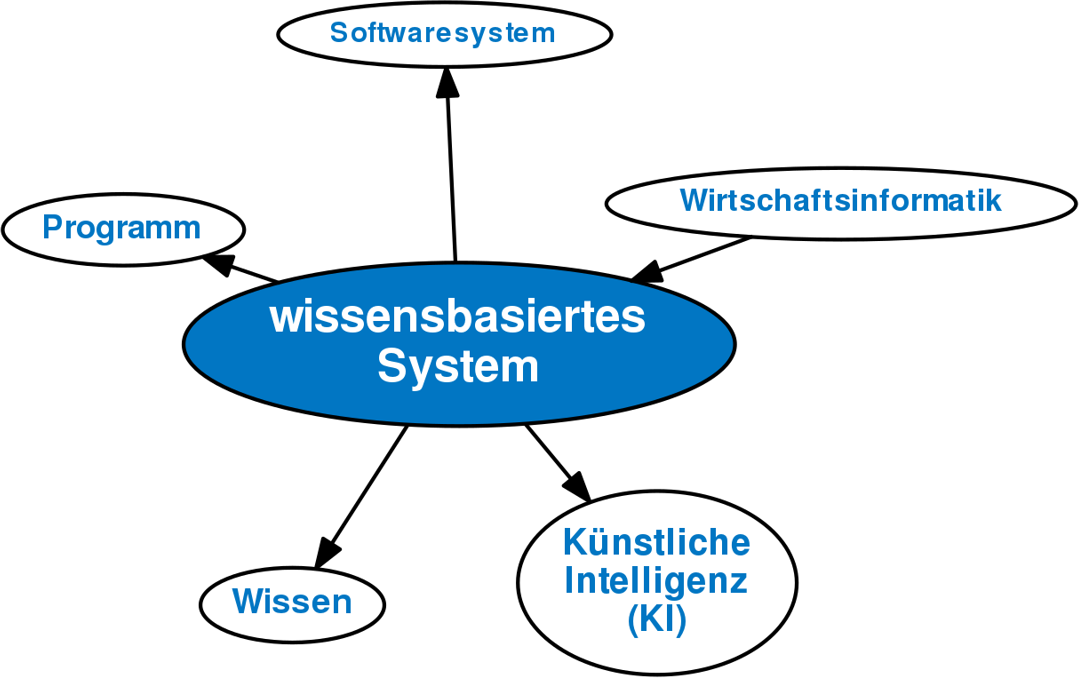 Softwaresystem
Wirtschaftsinformatik
Programm
wissensbasiertes
System
Künstliche
Intelligenz
(KI)
Wissen